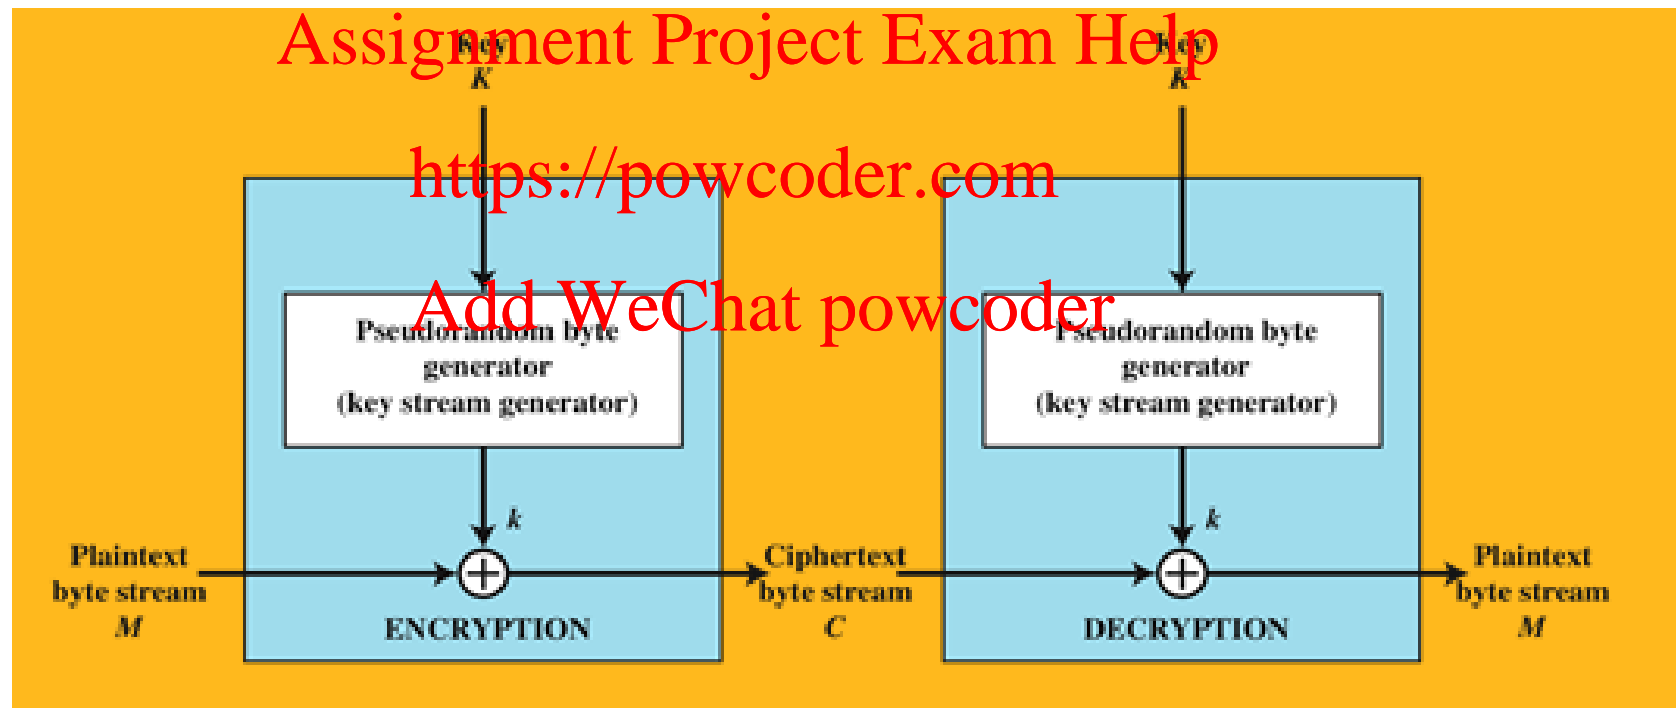 Assignment Project Exam Help
Key
K
Key
K
https://powcoder.com
Add WeChat powcoder
Pseudorandom byte
generator
(key stream generator)
Pseudorandom byte
generator
(key stream generator)
k
k
Plaintext
byte stream
M
ENCRYPTION
Ciphertext
byte stream
C
DECRYPTION
Plaintext
byte stream
M